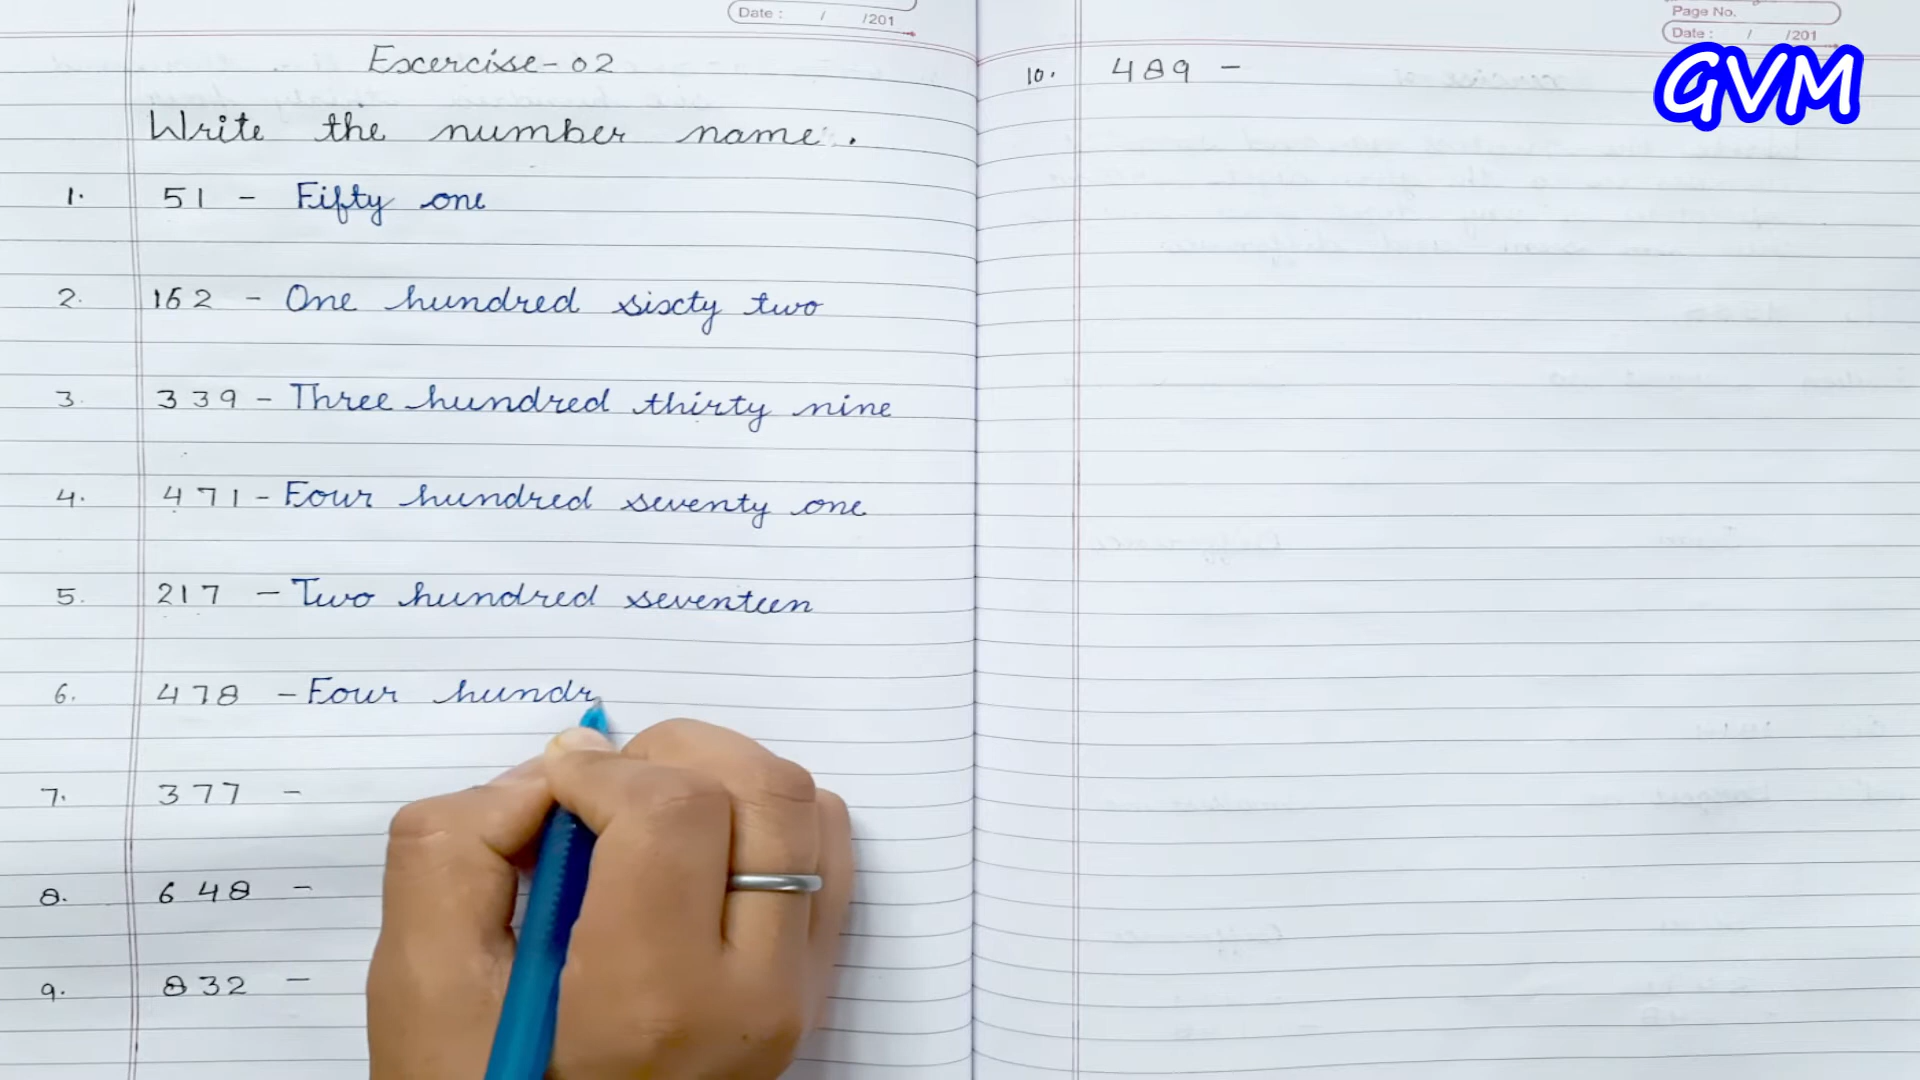 Date : / /201
Exercise-02
Write the number name.
1. 51 - Fifty one
2. 162 - One hundred sixty two
3. 339 - Three hundred thirty nine
4. 471 - Four hundred seventy one
5. 217 - Two hundred seventeen
6. 478 - Four hundr
7. 377 -
8. 648 -
9. 832 -
Page No.
Date : / /201
GVM
10. 489 -